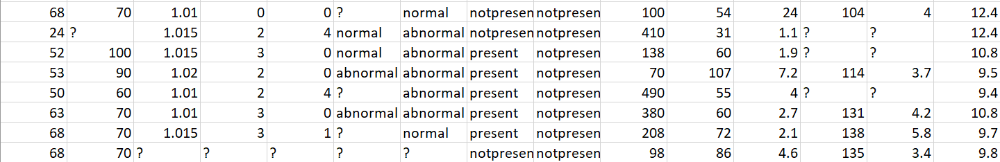 68 70 1.01 0 0 ? normal notpresen notpresen 100 54 24 104 4 12.4
24 ? 1.015 2 4 normal abnormal notpresen notpresen 410 31 1.1 ? ? 12.4
52 100 1.015 3 0 normal abnormal present notpresen 138 60 1.9 ? ? 10.8
53 90 1.02 2 0 abnormal abnormal present notpresen 70 107 7.2 114 3.7 9.5
50 60 1.01 2 4 ? abnormal present notpresen 490 55 4 ? ? 9.4
63 70 1.01 3 0 abnormal abnormal present notpresen 380 60 2.7 131 4.2 10.8
68 70 1.015 3 1 ? normal present notpresen 208 72 2.1 138 5.8 9.7
68 70 ? ? ? ? ? notpresen notpresen 98 86 4.6 135 3.4 9.8